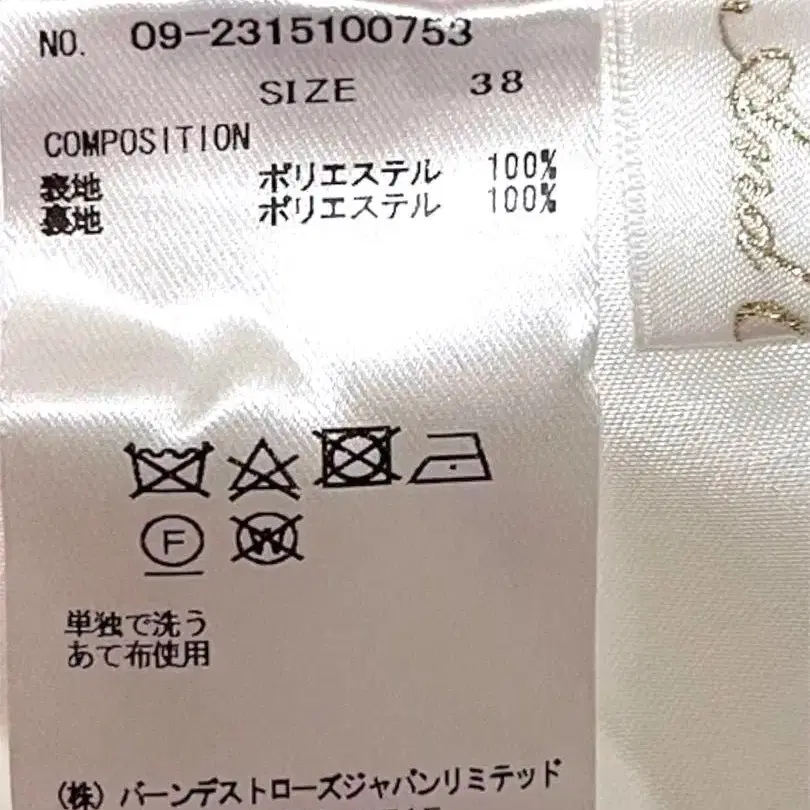 NO. 09-2315100753
SIZE 38
COMPOSITION
表地 ポリエステル 100%
裏地 ポリエステル 100%
F
W
単独で洗う
あて布使用
(株) バーンデストローズジャパンリミテッド